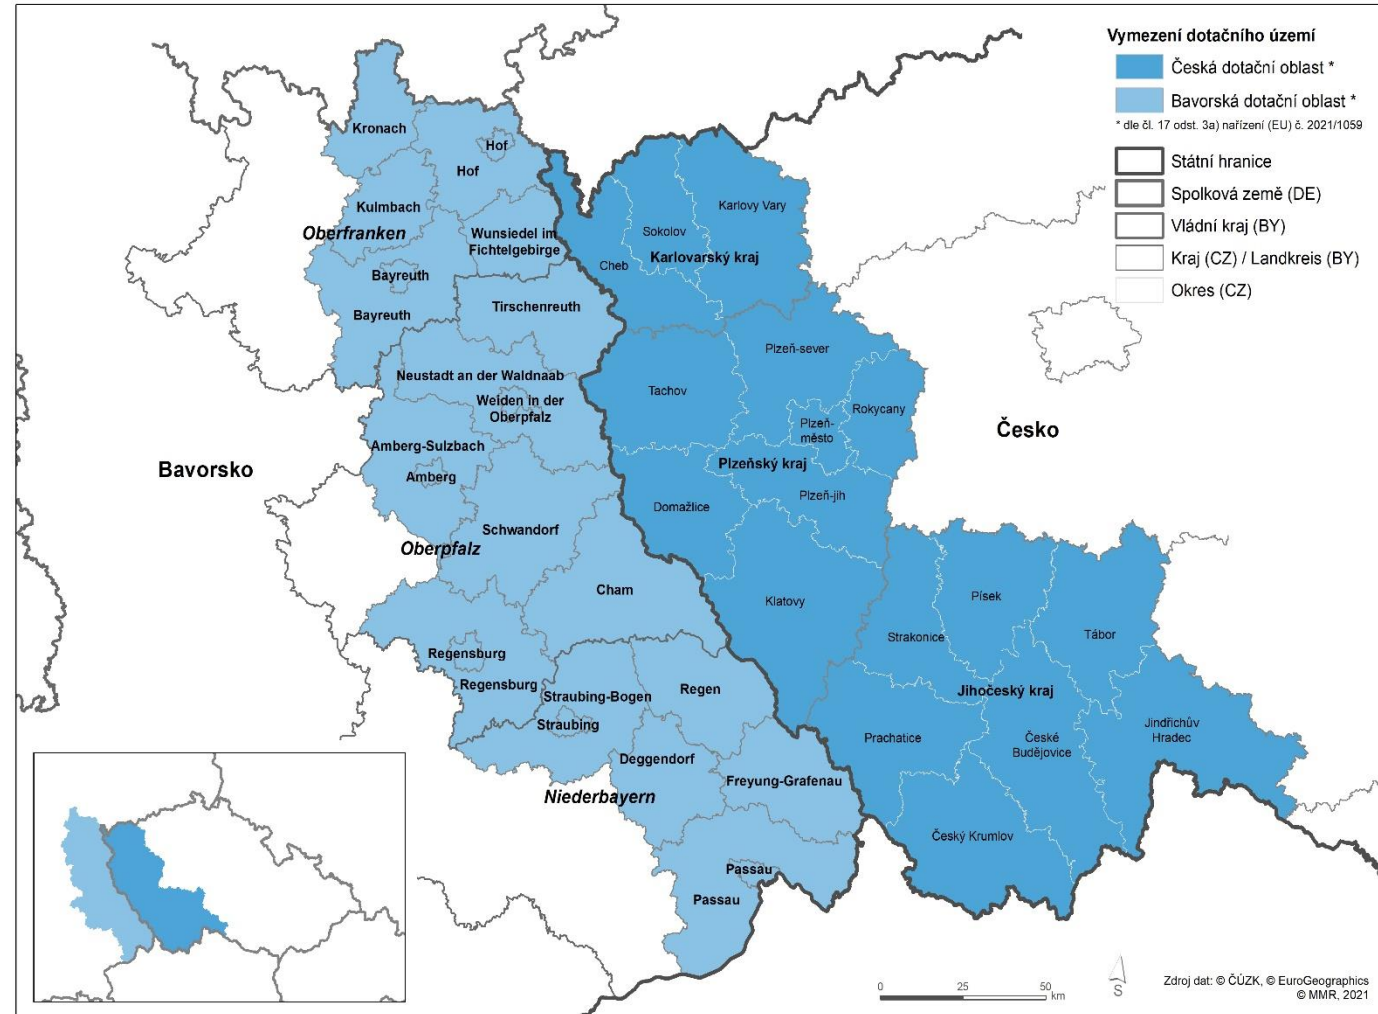 Vymezení dotačního území
Česká dotační oblast *
Bavorská dotační oblast *
* dle čl. 17 odst. 3a) nařízení (EU) č. 2021/1059
Státní hranice
Spolková země (DE)
Vládní kraj (BY)
Kraj (CZ) / Landkreis (BY)
Okres (CZ)
Kronach
Hof
Hof
Kulmbach
Oberfranken
Wunsiedel im
Fichtelgebirge
Bayreuth
Bayreuth
Tirschenreuth
Neustadt an der Waldnaab
Weiden in der
Oberpfalz
Amberg-Sulzbach
Amberg
Bavorsko
Schwandorf
Oberpfalz
Cham
Regensburg
Regensburg
Straubing-Bogen
Straubing
Regen
Deggendorf
Freyung-Grafenau
Niederbayern
Passau
Passau
Karlovy Vary
Sokolov
Karlovarský kraj
Cheb
Plzeň-sever
Tachov
Rokycany
Plzeň-
město
Plzeňský kraj
Plzeň-jih
Domažlice
Klatovy
Česko
Písek
Strakonice
Tábor
Jihočeský kraj
Prachatice
České
Budějovice
Jindřichův
Hradec
Český Krumlov
0 25 50
km
S
Zdroj dat: © ČÚZK, © EuroGeographics
© MMR, 2021